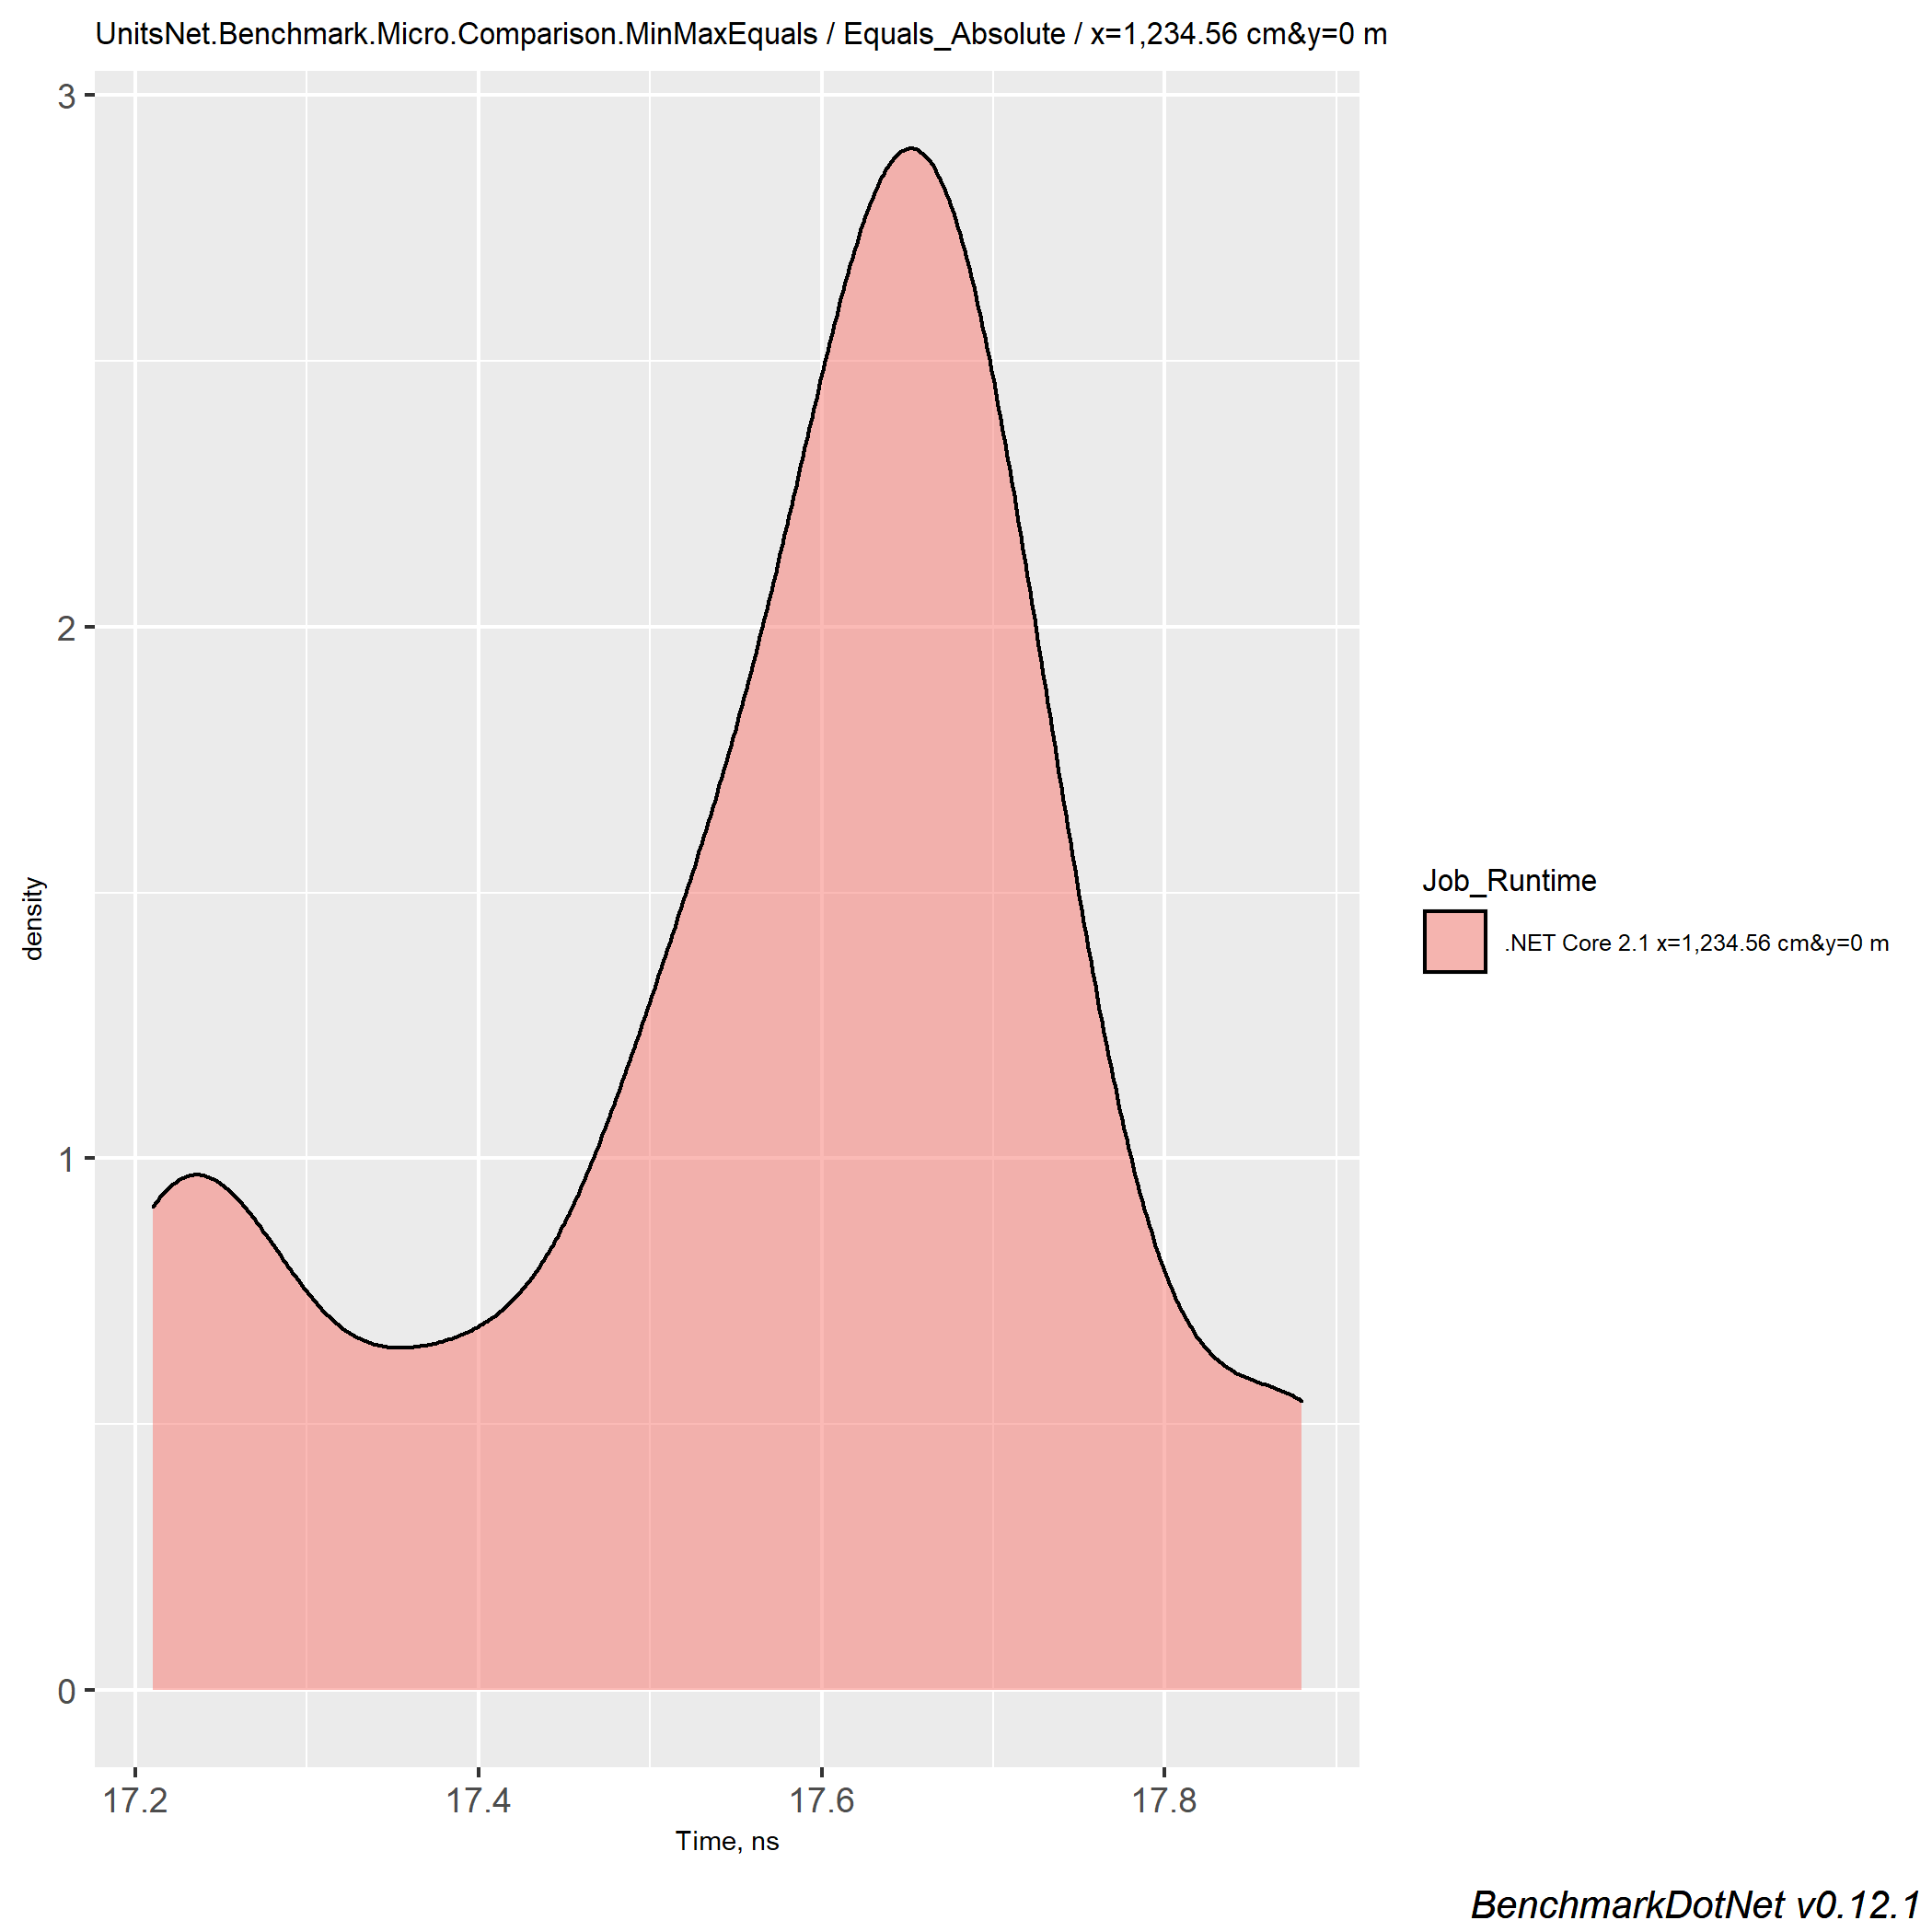 UnitsNet.Benchmark.Micro.Comparison.MinMaxEquals / Equals_Absolute / x=1,234.56 cm&y=0 m
3
2
1
0
density
17.2 17.4 17.6 17.8
Time, ns
Job_Runtime
.NET Core 2.1 x=1,234.56 cm&y=0 m
BenchmarkDotNet v0.12.1